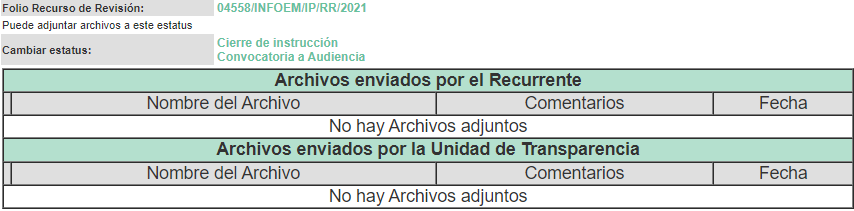 Folio Recurso de Revisión: 04558/INFOEM/IP/RR/2021
Puede adjuntar archivos a este estatus
Cambiar estatus: Cierre de instrucción
Convocatoria a Audiencia
Archivos enviados por el Recurrente
Nombre del Archivo Comentarios Fecha
No hay Archivos adjuntos
Archivos enviados por la Unidad de Transparencia
Nombre del Archivo Comentarios Fecha
No hay Archivos adjuntos